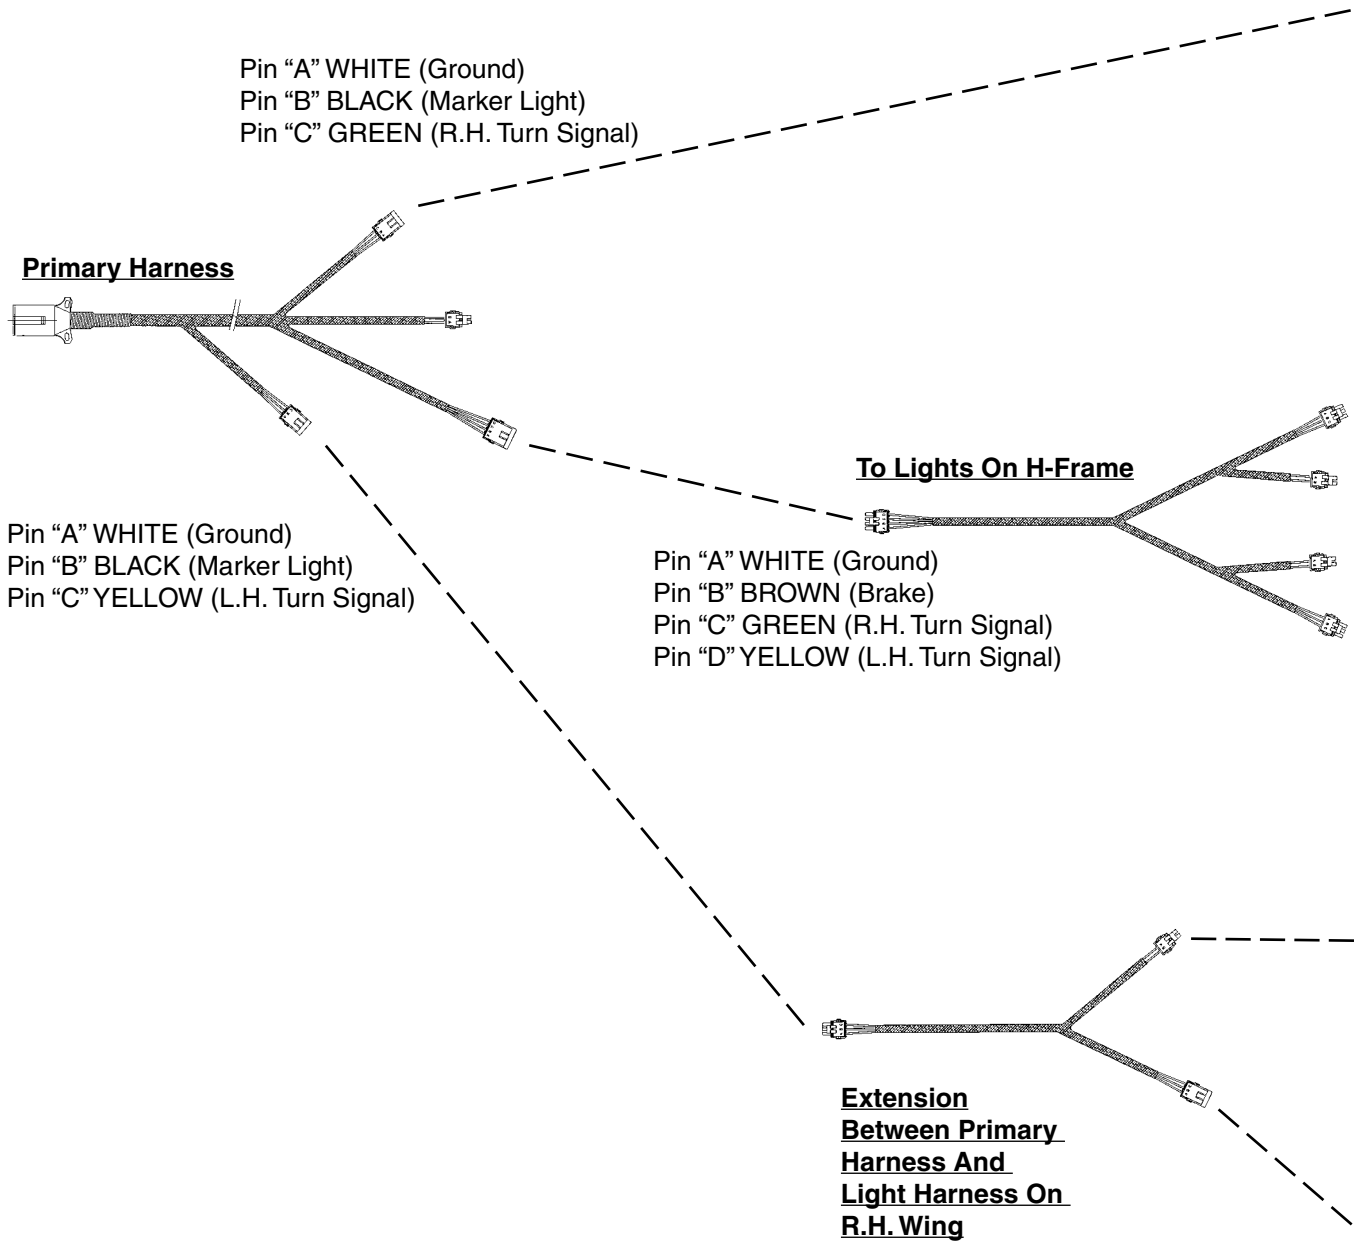 Pin “A” WHITE (Ground)
Pin “B” BLACK (Marker Light)
Pin “C” GREEN (R.H. Turn Signal)
Primary Harness
To Lights On H-Frame
Pin “A” WHITE (Ground)
Pin “B” BLACK (Marker Light)
Pin “C” YELLOW (L.H. Turn Signal)
Pin “A” WHITE (Ground)
Pin “B” BROWN (Brake)
Pin “C” GREEN (R.H. Turn Signal)
Pin “D” YELLOW (L.H. Turn Signal)
Extension
Between Primary
Harness And
Light Harness On
R.H. Wing